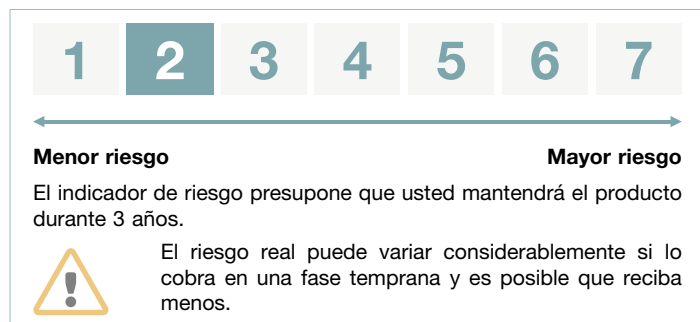 1 2 3 4 5 6 7
Menor riesgo Mayor riesgo
El indicador de riesgo presupone que usted mantendrá el producto
durante 3 años.
El riesgo real puede variar considerablemente si lo
cobra en una fase temprana y es posible que reciba
menos.